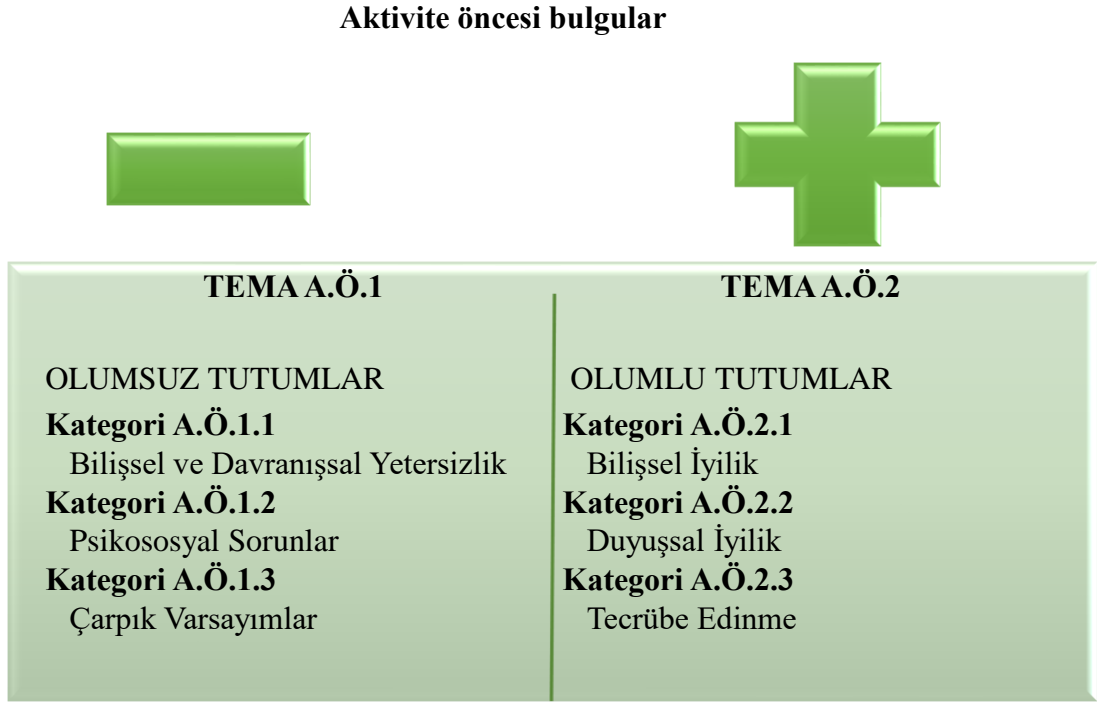 Aktivite öncesi bulgular
TEMA A.Ö.1
OLUMSUZ TUTUMLAR
Kategori A.Ö.1.1
Bilişsel ve Davranışsal Yetersizlik
Kategori A.Ö.1.2
Psikososyal Sorunlar
Kategori A.Ö.1.3
Çarpık Varsayımlar
TEMA A.Ö.2
OLUMLU TUTUMLAR
Kategori A.Ö.2.1
Bilişsel İyilik
Kategori A.Ö.2.2
Duyuşsal İyilik
Kategori A.Ö.2.3
Tecrübe Edinme